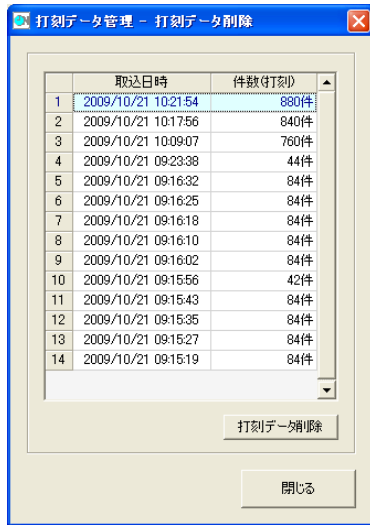 打刻データ管理 - 打刻データ削除
取込日時 件数(打刻)
1 2009/10/21 10:21:54 880件
2 2009/10/21 10:17:56 840件
3 2009/10/21 10:09:07 760件
4 2009/10/21 09:23:38 44件
5 2009/10/21 09:16:32 84件
6 2009/10/21 09:16:25 84件
7 2009/10/21 09:16:18 84件
8 2009/10/21 09:16:10 84件
9 2009/10/21 09:16:02 84件
10 2009/10/21 09:15:56 42件
11 2009/10/21 09:15:43 84件
12 2009/10/21 09:15:35 84件
13 2009/10/21 09:15:27 84件
14 2009/10/21 09:15:19 84件
打刻データ削除
閉じる